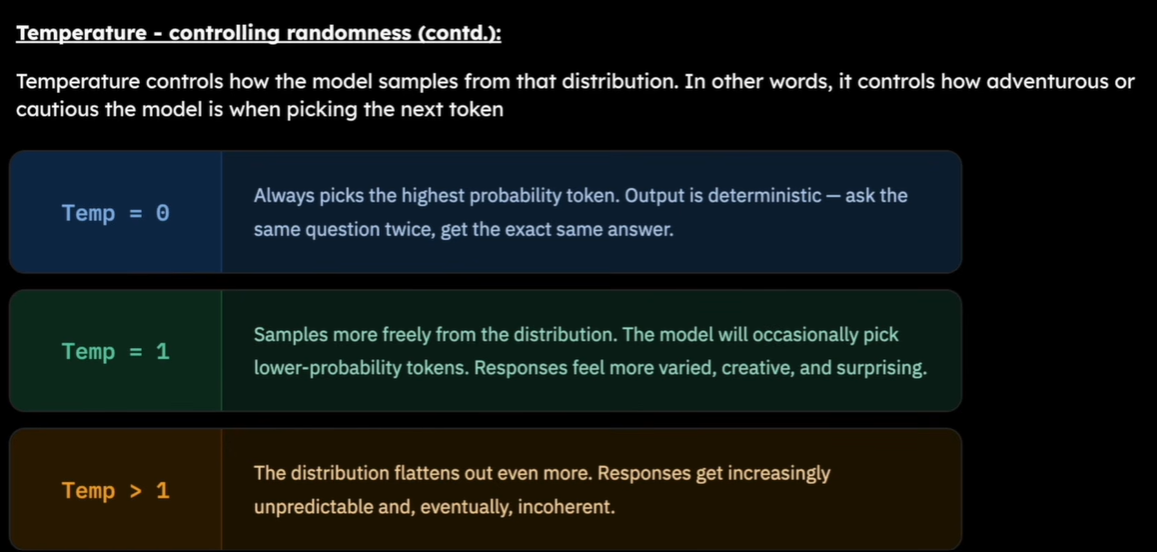 Temperature - controlling randomness (contd.):
Temperature controls how the model samples from that distribution. In other words, it controls how adventurous or
cautious the model is when picking the next token
Temp = 0
Always picks the highest probability token. Output is deterministic — ask the
same question twice, get the exact same answer.
Temp = 1
Samples more freely from the distribution. The model will occasionally pick
lower-probability tokens. Responses feel more varied, creative, and surprising.
Temp > 1
The distribution flattens out even more. Responses get increasingly
unpredictable and, eventually, incoherent.